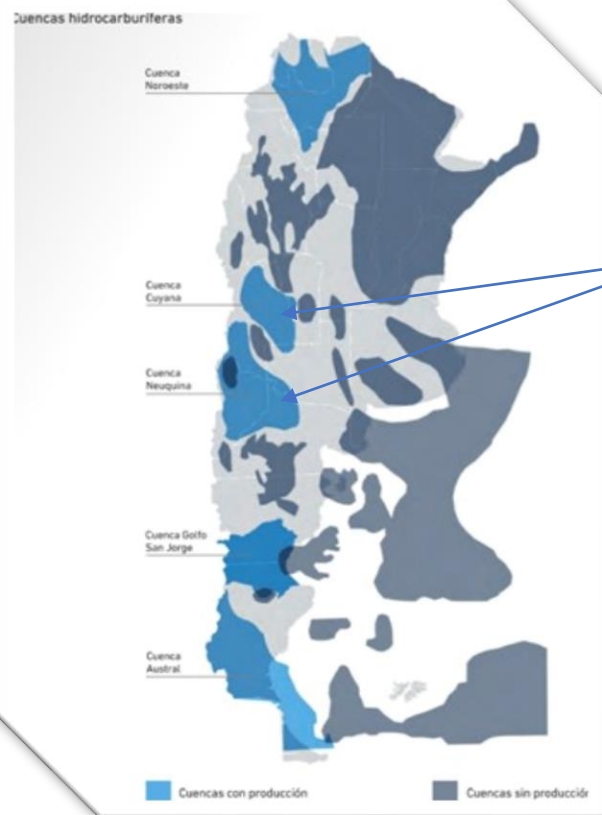 Cuencas hidrocarburíferas
Cuenca
Noroeste
Cuenca
Cuyana
Cuenca
Neuquina
Cuenca Golfo
San Jorge
Cuenca
Austral
Cuencas con producción
Cuencas sin producción